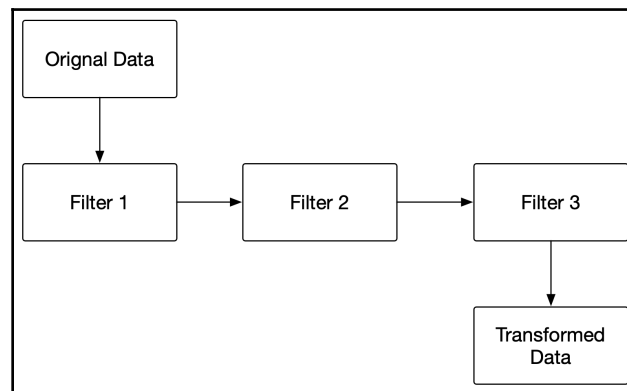 Orignal Data
Filter 1
Filter 2
Filter 3
Transformed
Data